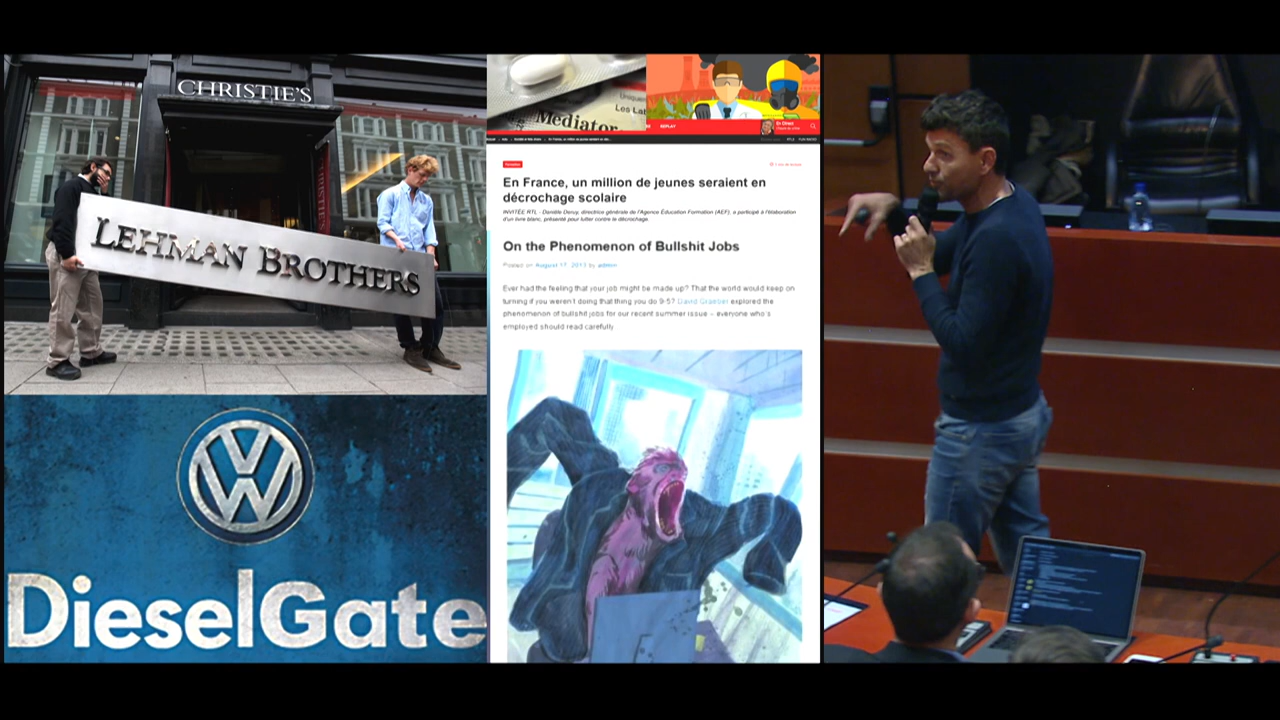 CHRISTIE'S
LEHMAN BROTHERS
DieselGate
Les La
Mediator
REPLAY
En Direct
En France, un million de jeunes seraient en
décrochage scolaire
INVITÉE RTL - Danièle Deruy, directrice générale de l'Agence Éducation Formation (AEF), a participé à l'élaboration
d'un livre blanc, présenté pour lutter contre le décrochage.
On the Phenomenon of Bullshit Jobs
Posted on August 17, 2013 by admin
Ever had the feeling that your job might be made up? That the world would keep on
turning if you weren't doing that thing you do 9-5? David Graeber explored the
phenomenon of bullshit jobs for our recent summer issue – everyone who's
employed should read carefully